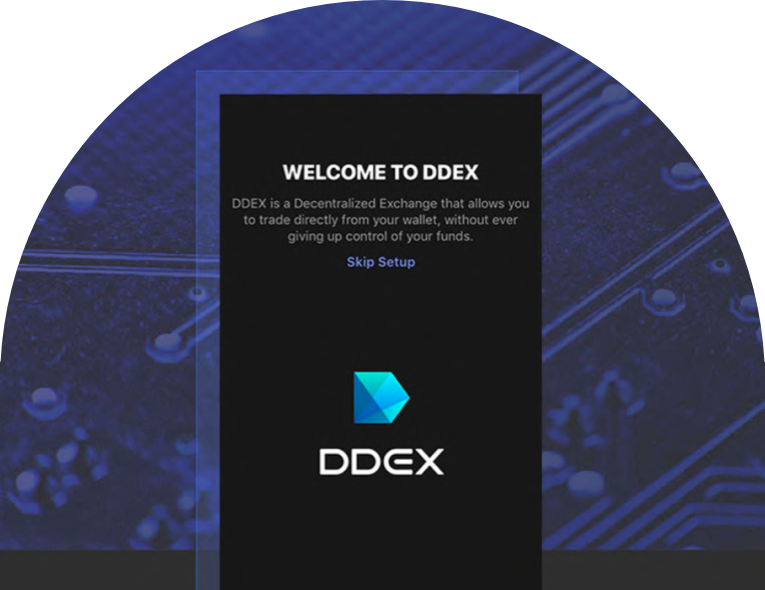 WELCOME TO DDEX
DDEX is a Decentralized Exchange that allows you
to trade directly from your wallet, without ever
giving up control of your funds.
Skip Setup
DDEX